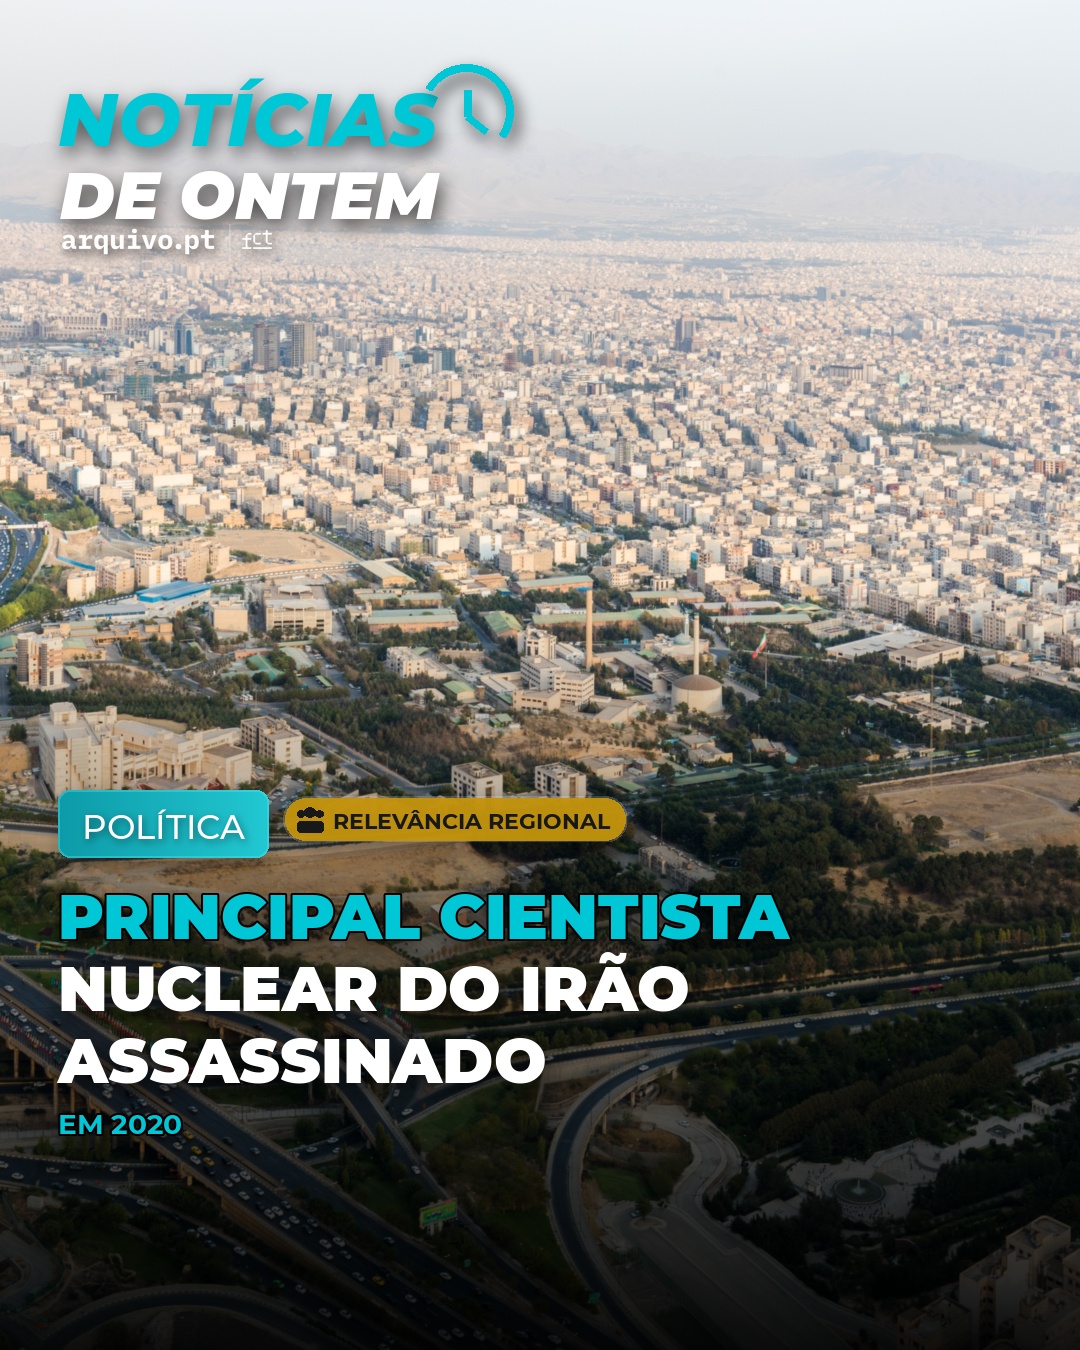 NOTÍCIAS
DE ONTEM
arquivo.pt fct
POLÍTICA
RELEVÂNCIA REGIONAL
PRINCIPAL CIENTISTA
NUCLEAR DO IRÃO
ASSASSINADO
EM 2020